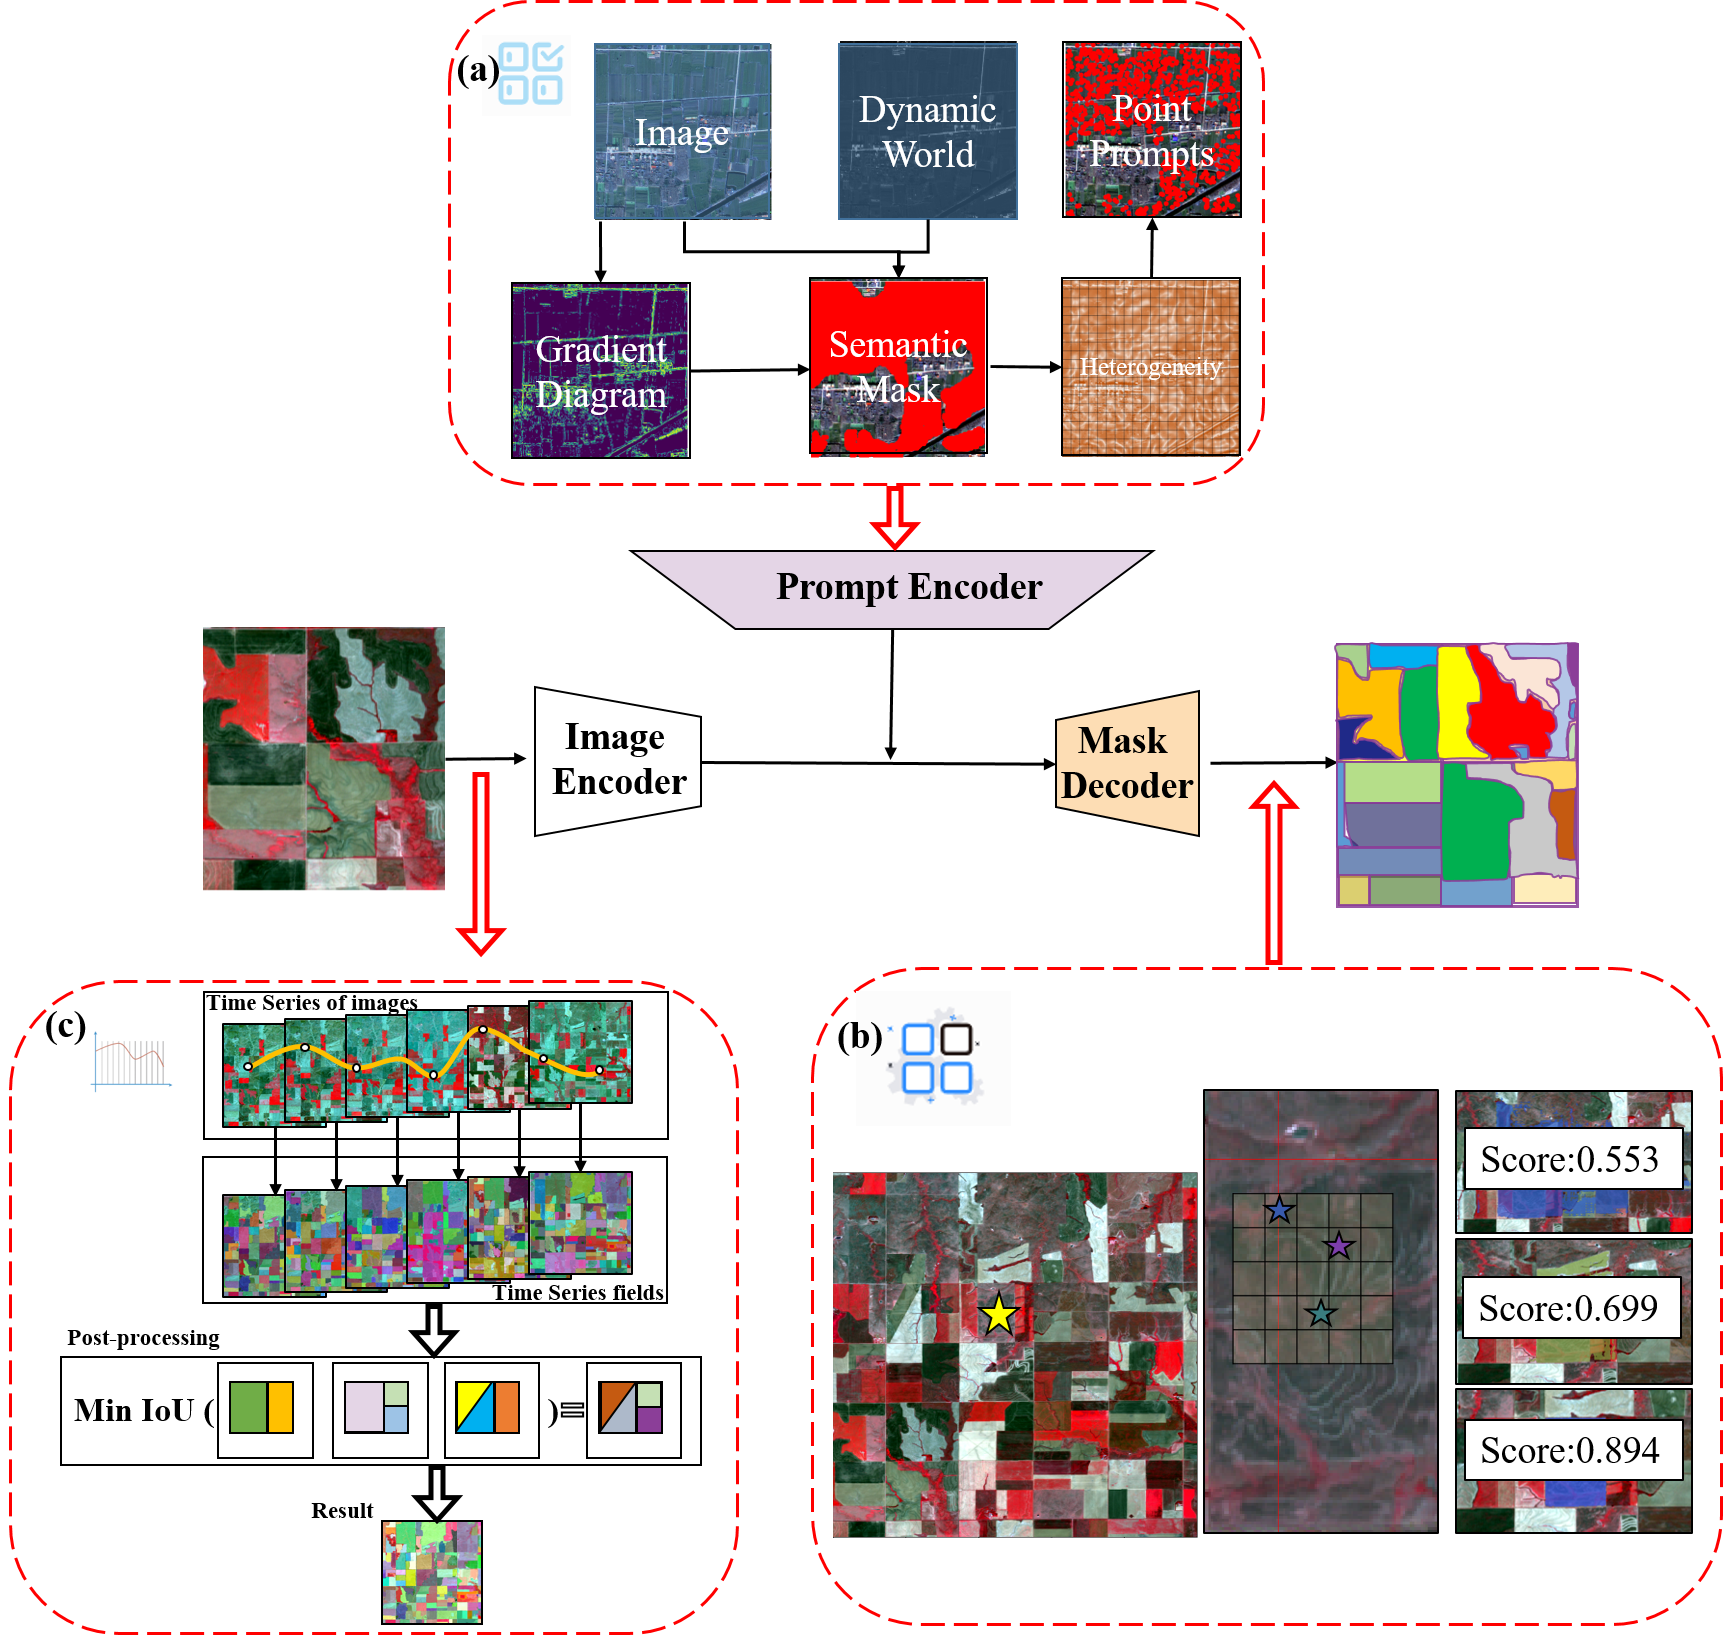 (a)
Image
Dynamic
World
Point
Prompts
Gradient
Diagram
Semantic
Mask
Heterogeneity
Prompt Encoder
Image
Encoder
Mask
Decoder
(c)
Time Series of images
Time Series fields
Post-processing
Min IoU ( )=
Result
(b)
Score:0.553
Score:0.699
Score:0.894